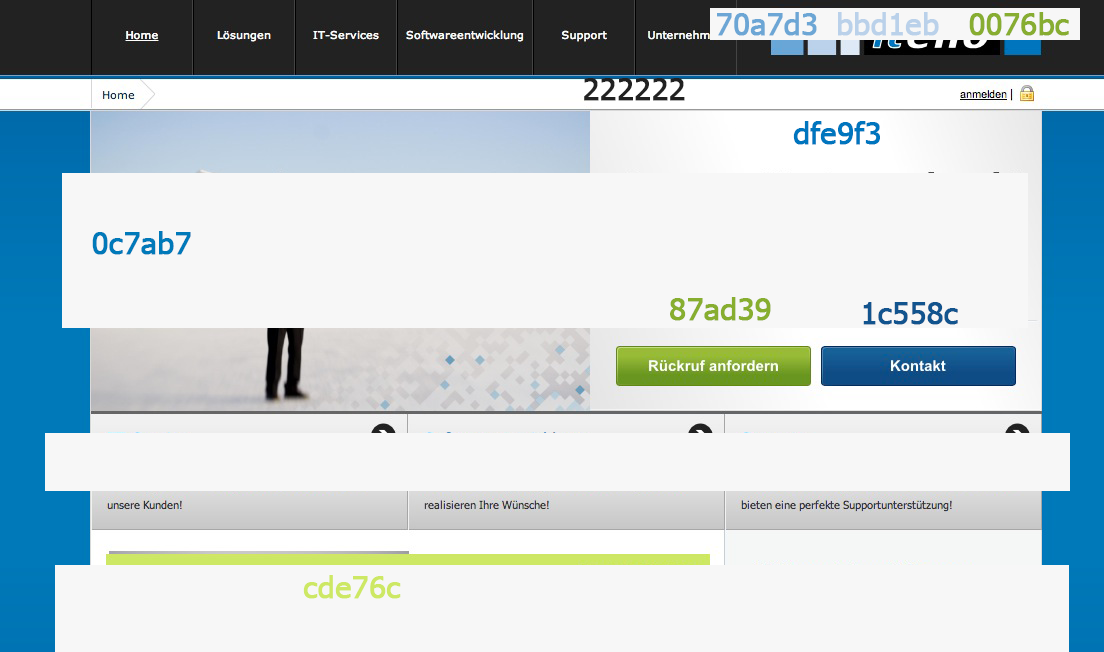 Home Lösungen IT-Services Softwareentwicklung Support
70a7d3 bbd1eb 0076bc
Home
222222
anmelden |
dfe9f3
0c7ab7
87ad39 1c558c
Rückruf anfordern Kontakt
unsere Kunden! realisieren Ihre Wünsche! bieten eine perfekte Supportunterstützung!
cde76c